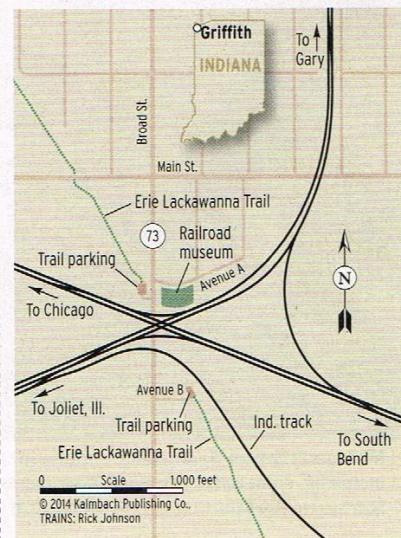 Griffith
INDIANA
To
Gary
Broad St.
Main St.
Erie Lackawanna Trail
73
Railroad
museum
Trail parking
Avenue A
N
To Chicago
To Joliet, Ill.
Avenue B
Trail parking
Ind. track
Erie Lackawanna Trail
To South
Bend
0 Scale 1,000 feet
© 2014 Kalmbach Publishing Co.,
TRAINS: Rick Johnson